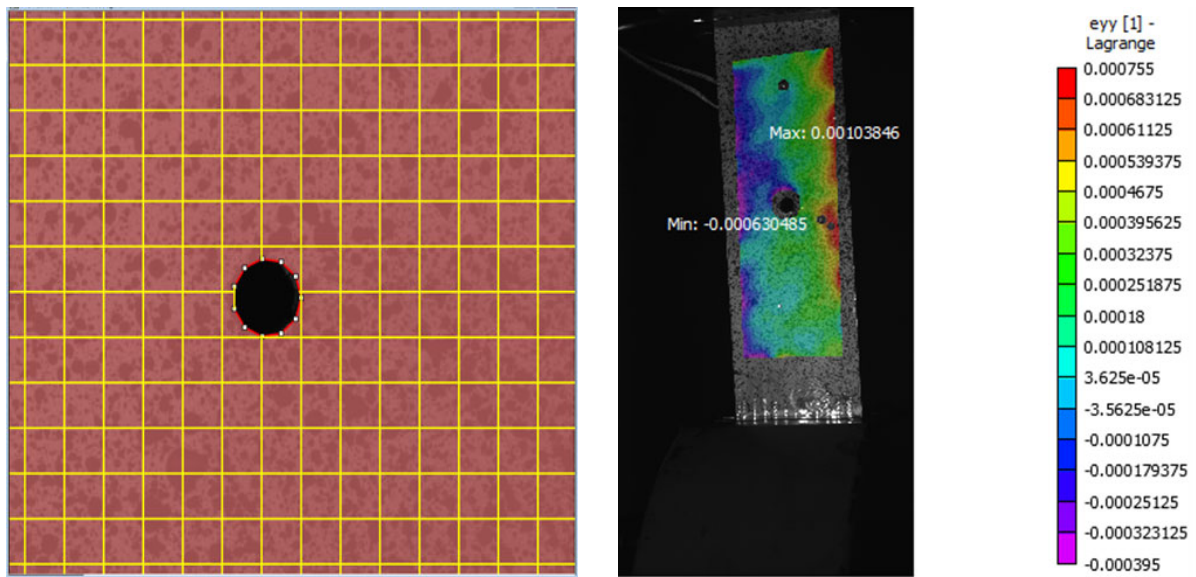 Max: 0.00103846
Min: -0.000630485
eyy [1] -
Lagrange
0.000755
0.000683125
0.00061125
0.000539375
0.0004675
0.000395625
0.00032375
0.000251875
0.00018
0.000108125
3.625e-05
-3.5625e-05
-0.0001075
-0.000179375
-0.00025125
-0.000323125
-0.000395